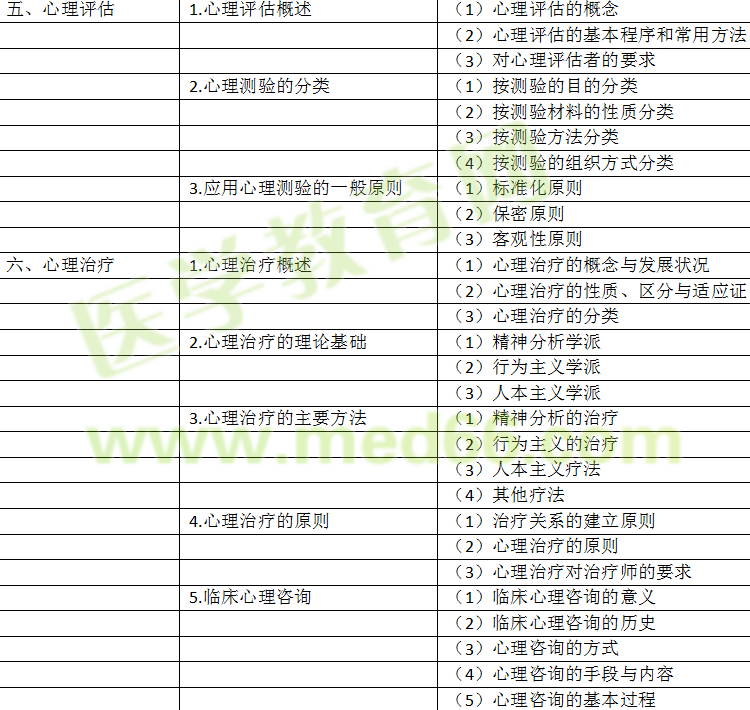 五、心理评估 1.心理评估概述 （1）心理评估的概念
（2）心理评估的基本程序和常用方法
（3）对心理评估者的要求
2.心理测验的分类 （1）按测验的目的分类
（2）按测验材料的性质分类
（3）按测验方法分类
（4）按测验的组织方式分类
3.应用心理测验的一般原则 （1）标准化原则
（2）保密原则
（3）客观性原则
六、心理治疗 1.心理治疗概述 （1）心理治疗的概念与发展状况
（2）心理治疗的性质、区分与适应证
（3）心理治疗的分类
2.心理治疗的理论基础 （1）精神分析学派
（2）行为主义学派
（3）人本主义学派
3.心理治疗的主要方法 （1）精神分析的治疗
（2）行为主义的治疗
（3）人本主义疗法
（4）其他疗法
4.心理治疗的原则 （1）治疗关系的建立原则
（2）心理治疗的原则
（3）心理治疗对治疗师的要求
5.临床心理咨询 （1）临床心理咨询的意义
（2）临床心理咨询的历史
（3）心理咨询的方式
（4）心理咨询的手段与内容
（5）心理咨询的基本过程
医学教育网
www.med66.com